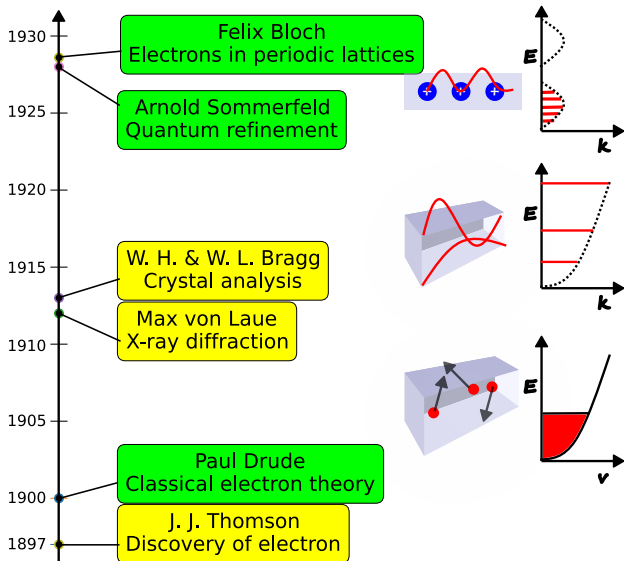 1930
Felix Bloch
Electrons in periodic lattices
1925
Arnold Sommerfeld
Quantum refinement
1920
1915
W. H. & W. L. Bragg
Crystal analysis
1910
Max von Laue
X-ray diffraction
1905
1900
Paul Drude
Classical electron theory
1897
J. J. Thomson
Discovery of electron
+ + +
E
k
E
k
E
v